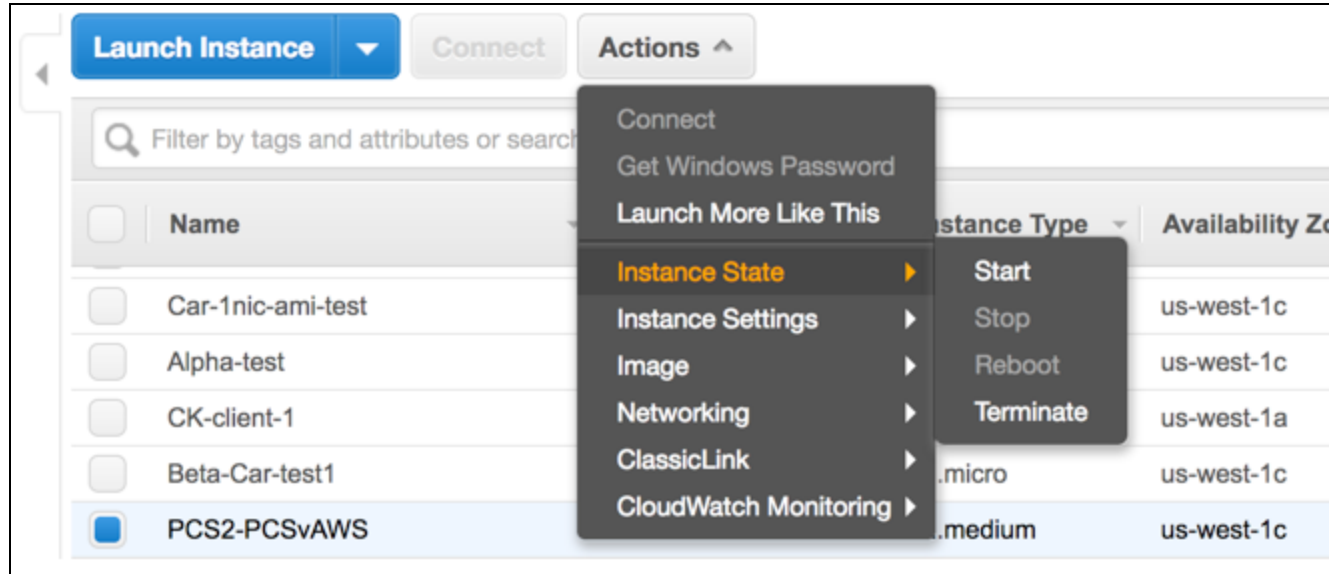 Launch Instance Connect Actions
Filter by tags and attributes or search
Connect
Get Windows Password
Launch More Like This
Name Instance Type Availability Zo
Instance State Start
Car-1nic-ami-test Instance Settings Stop us-west-1c
Alpha-test Image Reboot us-west-1c
CK-client-1 Networking Terminate us-west-1a
Beta-Car-test1 ClassicLink .micro us-west-1c
PCS2-PCSvAWS CloudWatch Monitoring .medium us-west-1c